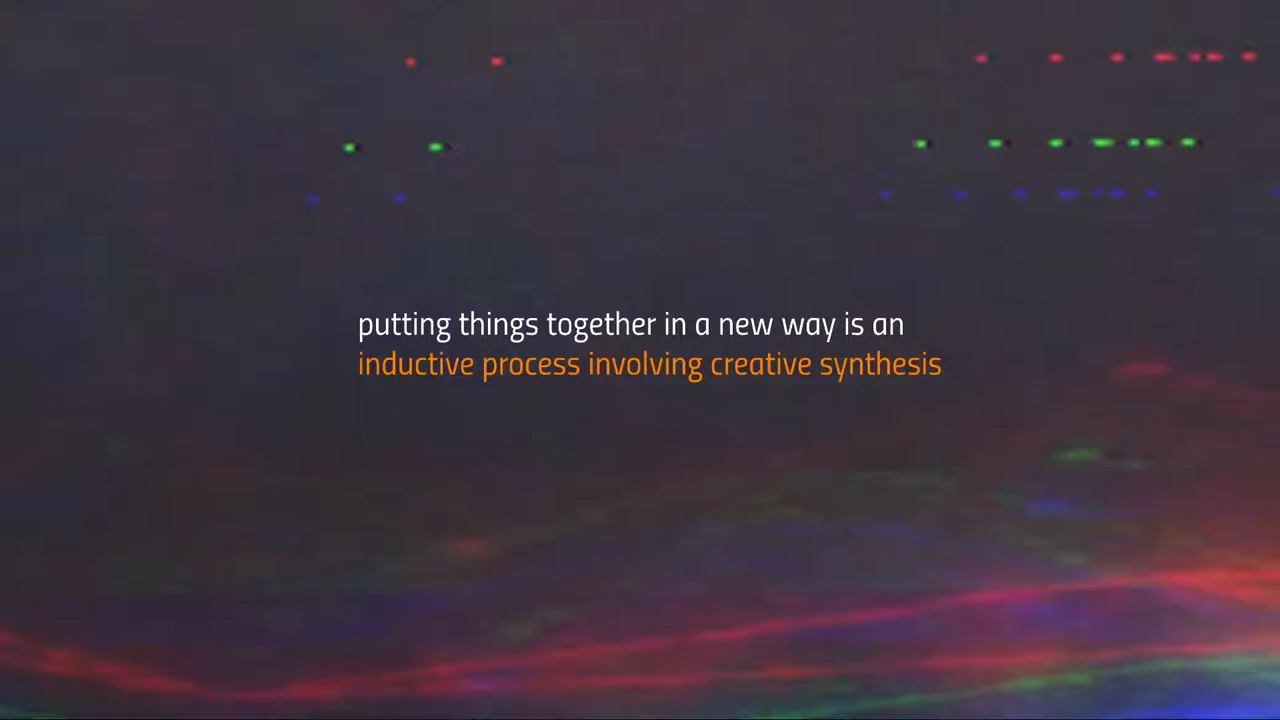 putting things together in a new way is an
inductive process involving creative synthesis